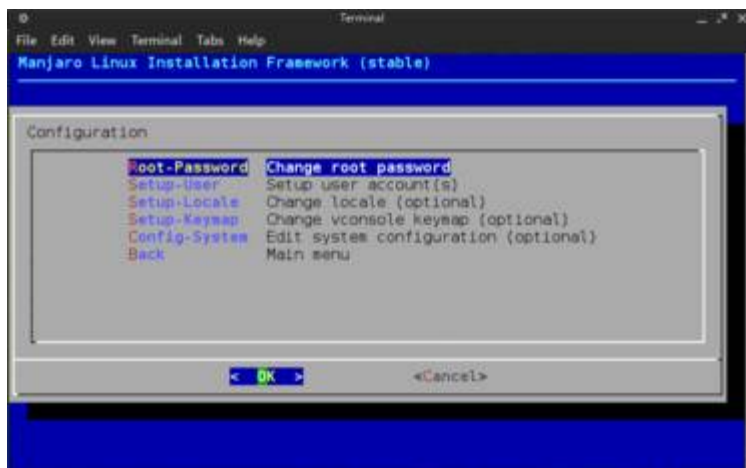 Terminal
File Edit View Terminal Tabs Help
Manjaro Linux Installation Framework (stable)
Configuration
Root-Password Change root password
Setup-User Setup user account(s)
Setup-Locale Change locale (optional)
Setup-Keymap Change vconsole keymap (optional)
Config-System Edit system configuration (optional)
Back Main menu
< OK > <Cancel>